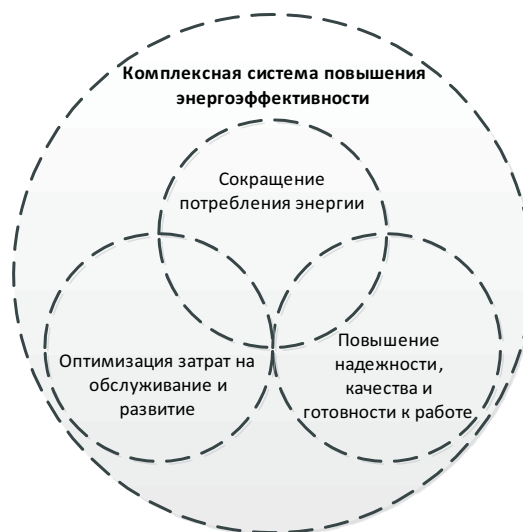 Комплексная система повышения
энергоэффективности
Сокращение
потребления энергии
Оптимизация затрат на
обслуживание и
развитие
Повышение
надежности,
качества и
готовности к работе